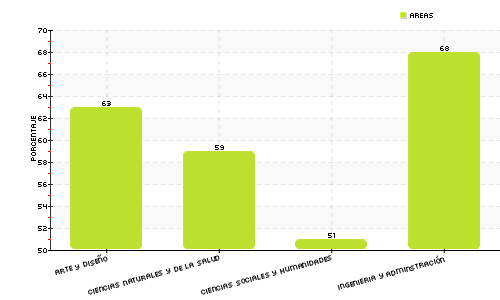 AREAS
PORCENTAJE
70
68
66
64
62
60
58
56
54
52
50
63
59
51
68
ARTE Y DISEÑO
CIENCIAS NATURALES Y DE LA SALUD
CIENCIAS SOCIALES Y HUMANIDADES
INGENIERIA Y ADMINSTRACIÓN